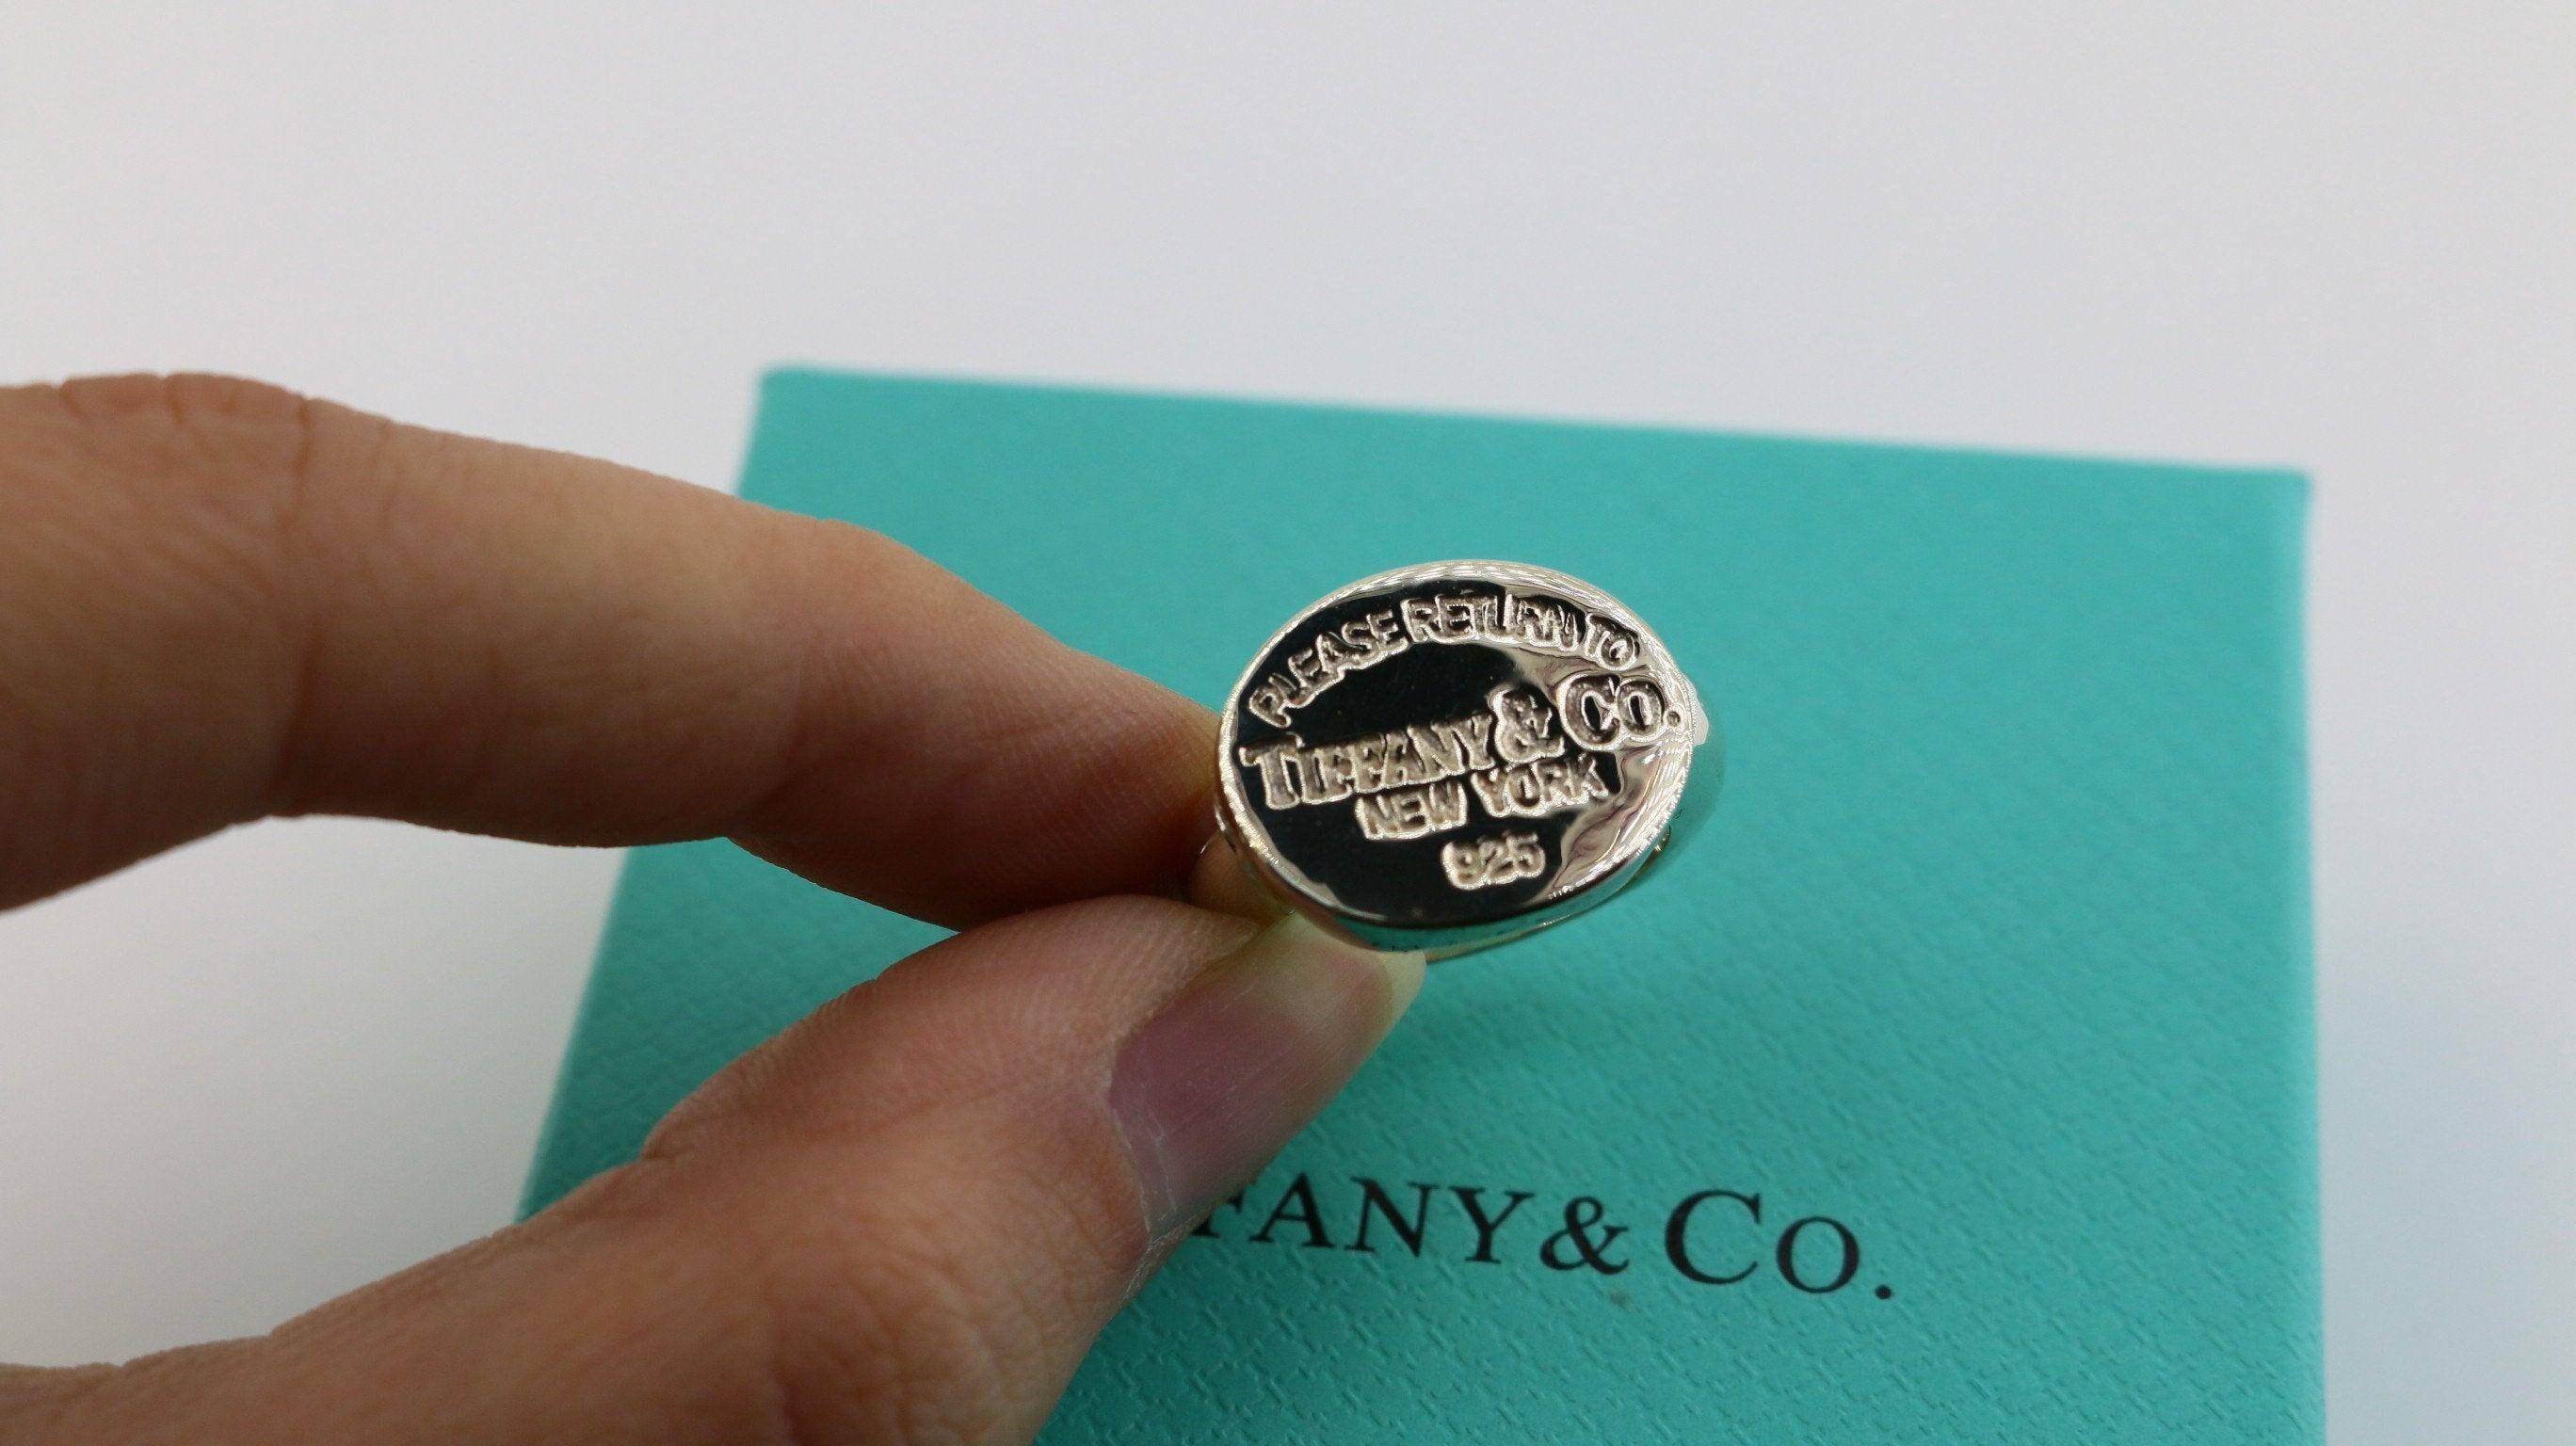 PLEASE RETURN TO
TIFFANY & CO.
NEW YORK
925
FANY & CO.